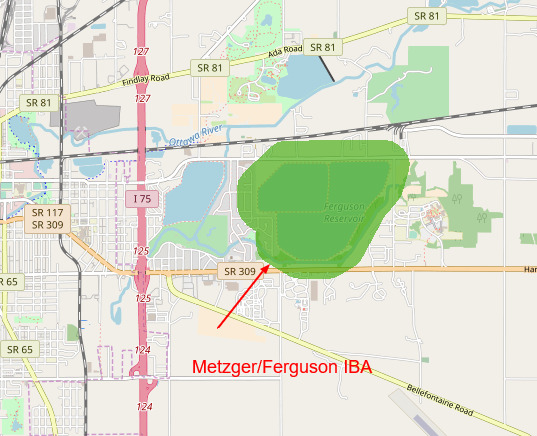 SR 81
Ada Road
SR 81
127
SR 81
Findlay Road
127
SR 81
Ottawa River
I 75
Ferguson
Reservoir
SR 117
SR 309
125
SR 309
Har
R 65
125
SR 65
124
Metzger/Ferguson IBA
Bellefontaine Road
124